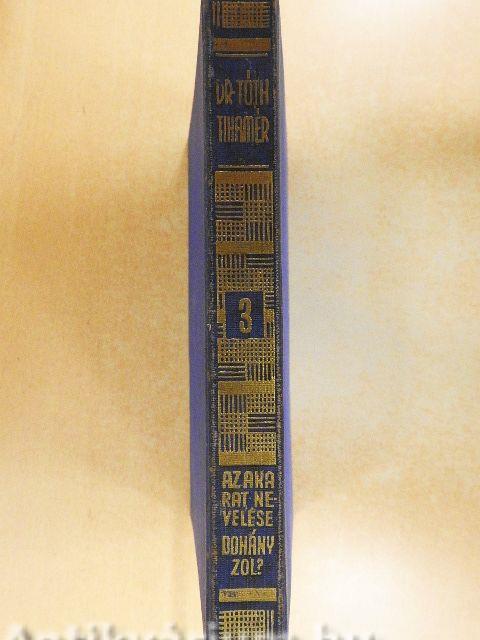 DR·TÓTH
TIHAMÉR
3
AZ AKA
RAT NE-
VELÉSE
DOHÁNY
ZOL?